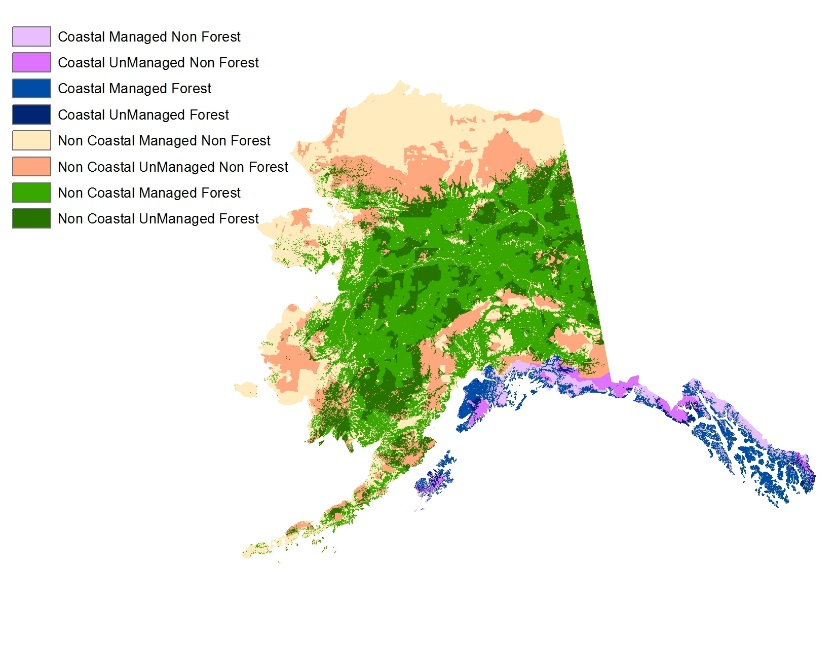 Coastal Managed Non Forest
Coastal UnManaged Non Forest
Coastal Managed Forest
Coastal UnManaged Forest
Non Coastal Managed Non Forest
Non Coastal UnManaged Non Forest
Non Coastal Managed Forest
Non Coastal UnManaged Forest